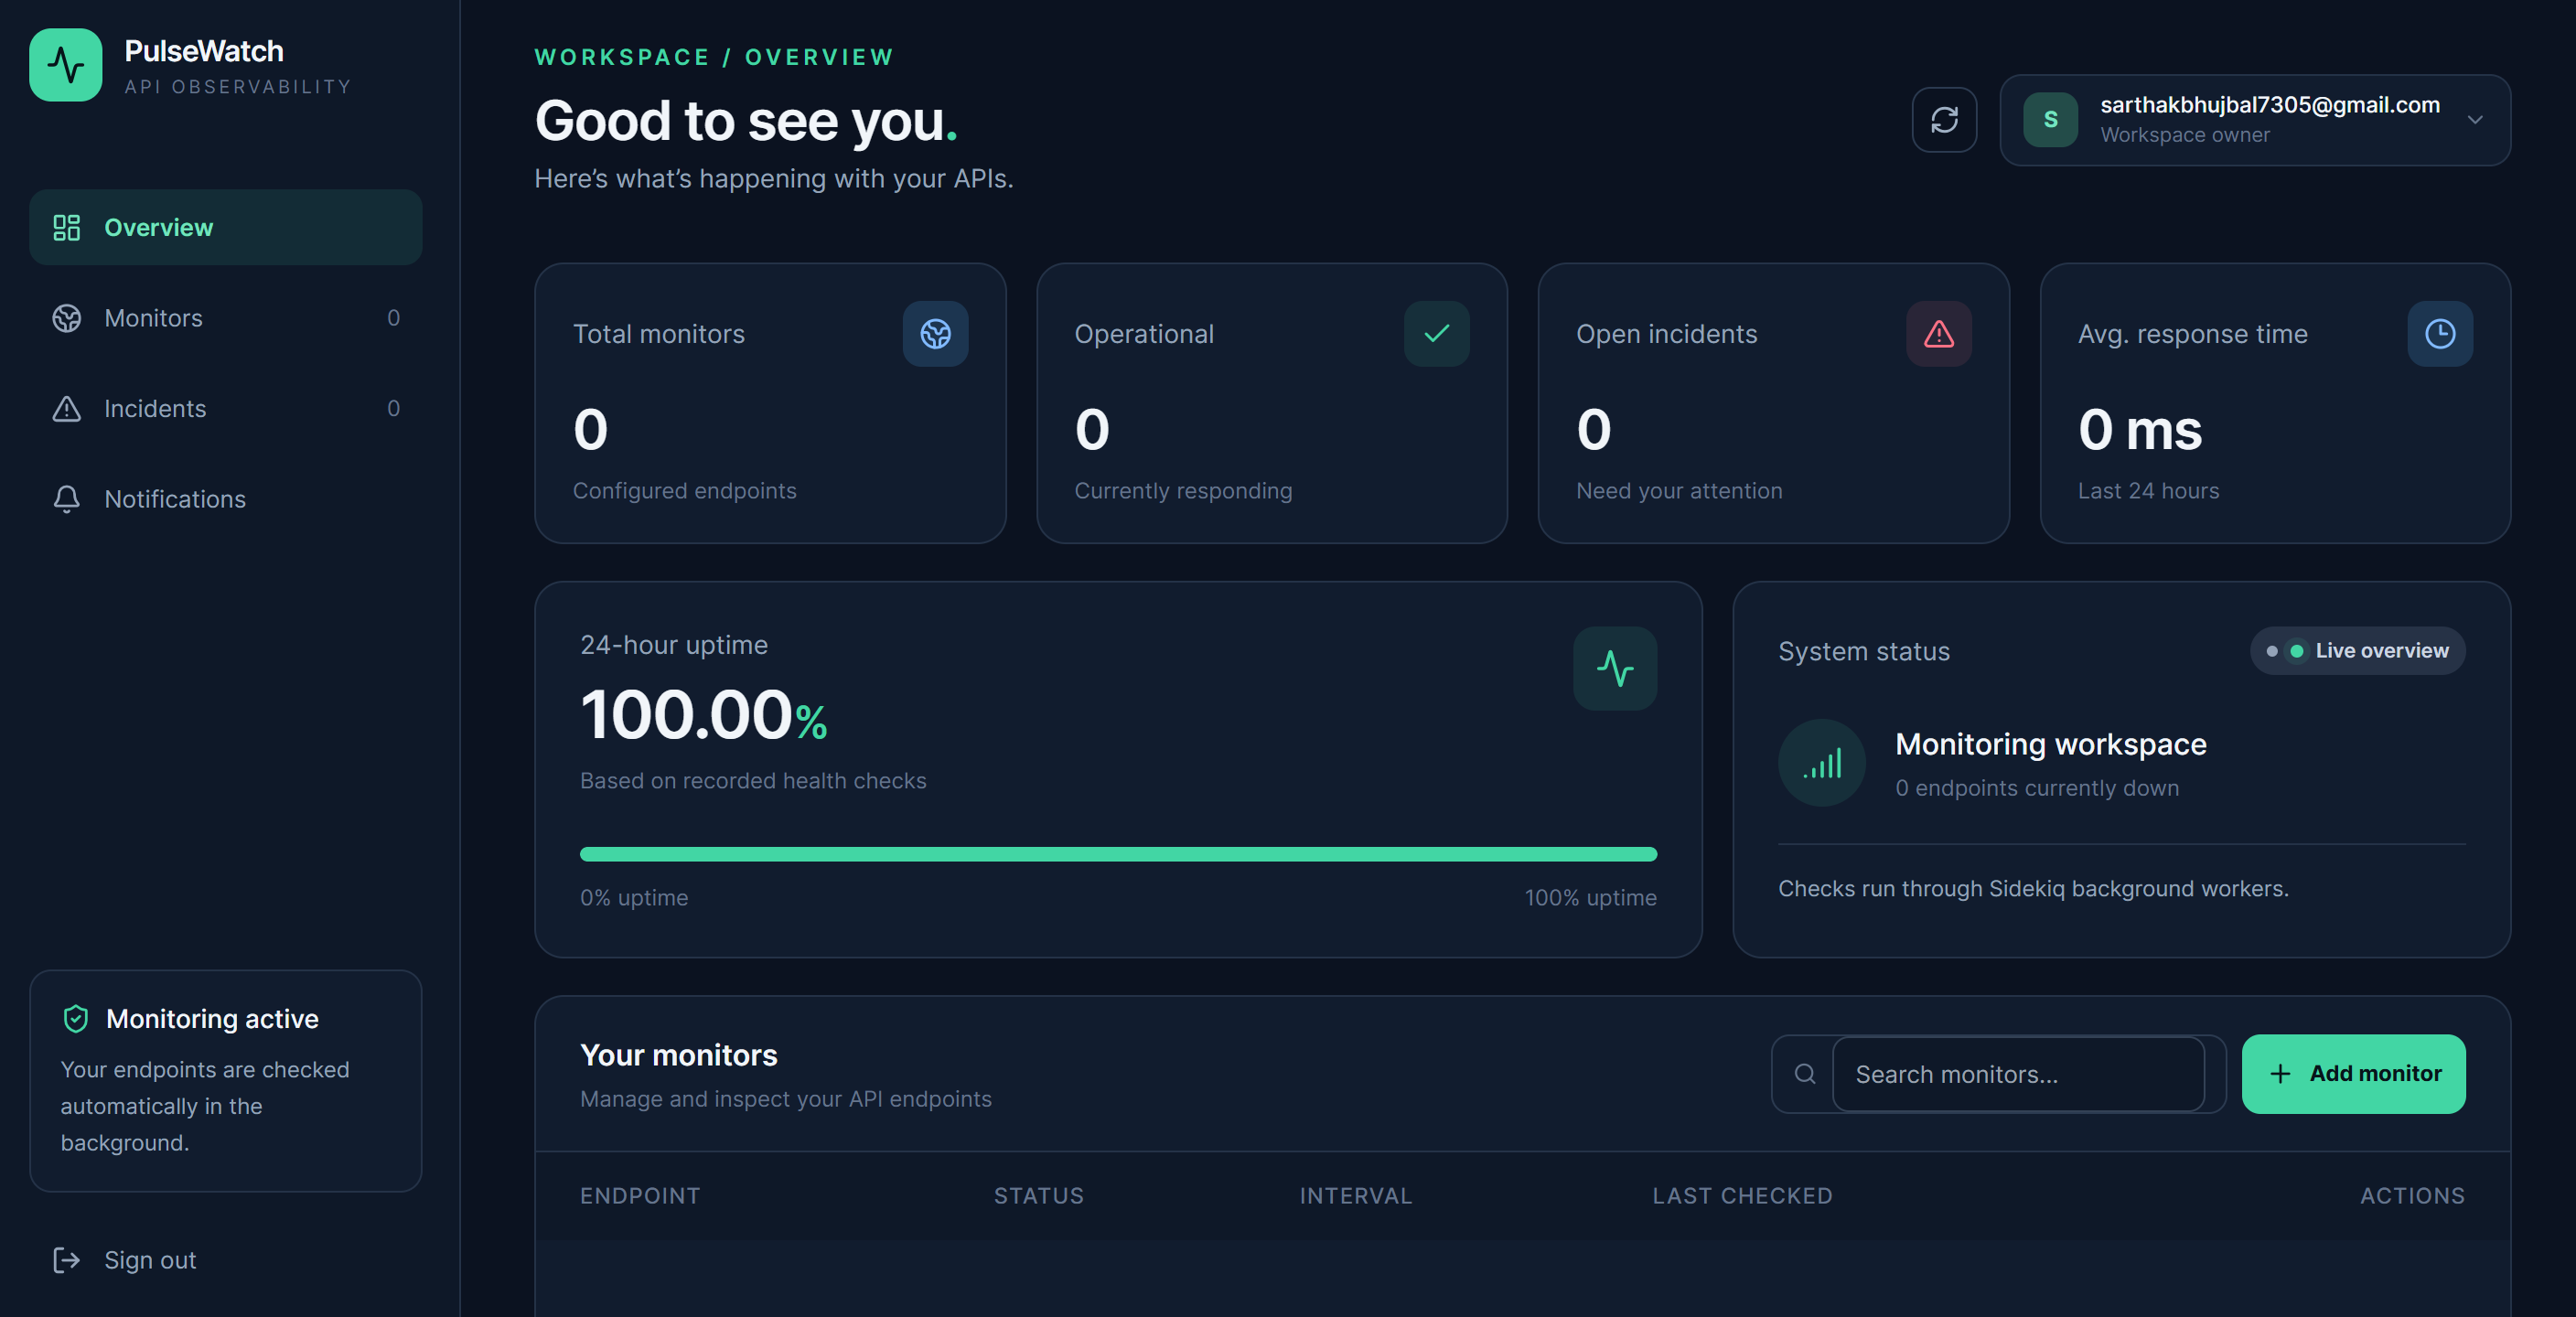 PulseWatch
API OBSERVABILITY
Overview
Monitors 0
Incidents 0
Notifications
Monitoring active
Your endpoints are checked
automatically in the
background.
Sign out
WORKSPACE / OVERVIEW
Good to see you.
Here’s what’s happening with your APIs.
S
sarthakbhujbal7305@gmail.com
Workspace owner
Total monitors
0
Configured endpoints
Operational
0
Currently responding
Open incidents
0
Need your attention
Avg. response time
0 ms
Last 24 hours
24-hour uptime
100.00%
Based on recorded health checks
0% uptime 100% uptime
System status
Live overview
Monitoring workspace
0 endpoints currently down
Checks run through Sidekiq background workers.
Your monitors
Manage and inspect your API endpoints
Search monitors...
Add monitor
ENDPOINT STATUS INTERVAL LAST CHECKED ACTIONS